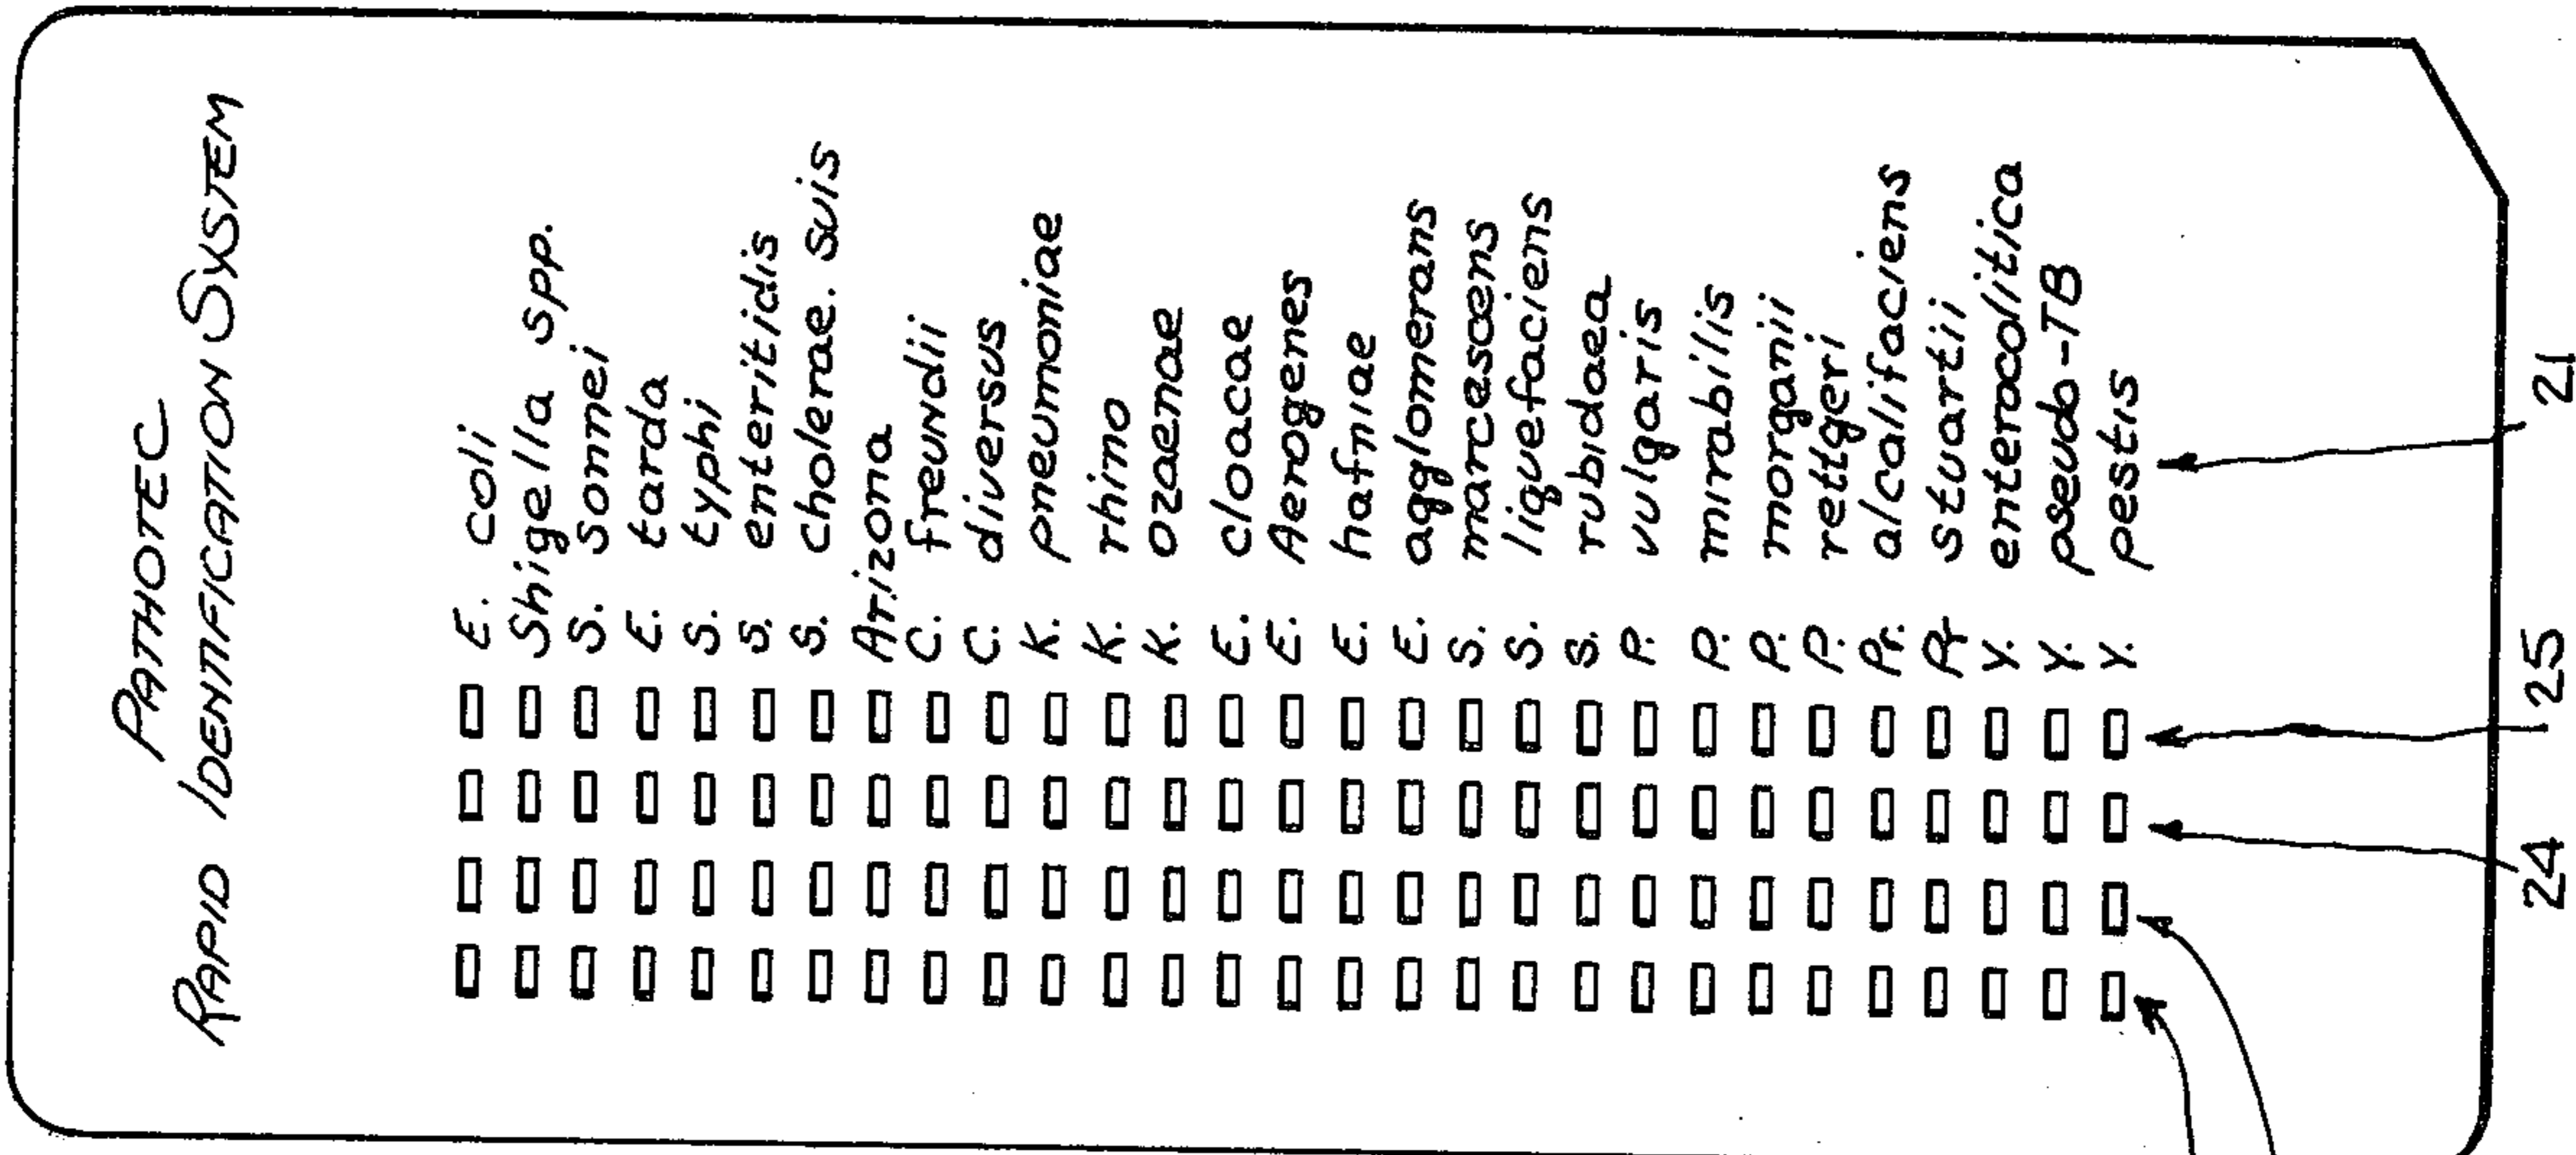 PATHOTEC
RAPID IDENTIFICATION SYSTEM
E. coli
Shigella spp.
S. Sonnei
E. tarda
S. typhi
S. enteritidis
S. cholerae. suis
Arizona
C. freundii
C. diversus
K. pneumoniae
K. rhino
K. ozaenae
E. cloacae
E. Aerogenes
E. hafniae
E. agglomerans
S. marcescens
S. liquefaciens
S. rubidaea
P. vulgaris
P. mirabilis
P. morganii
P. rettgeri
Pr. alcalifaciens
Pr stuartii
Y. enterocolitica
Y. pseudo-TB
Y. pestis
24 25 21